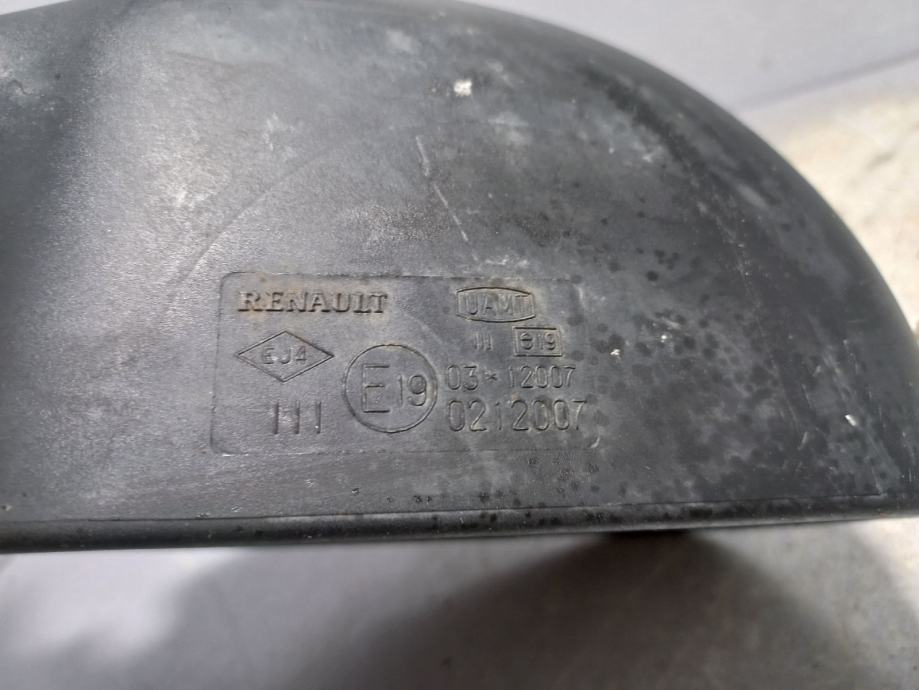 RENAULT
UAMT
EJ4
III
e19
E19
03*12007
III
0212007